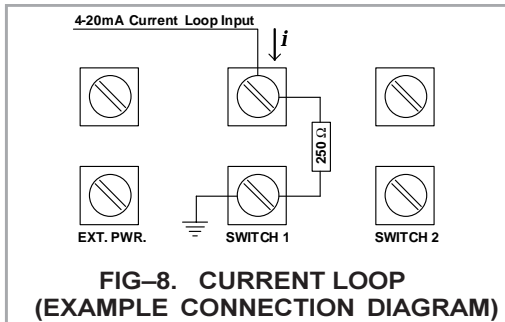 4-20mA Current Loop Input
i
250 Ω
EXT. PWR.
SWITCH 1
SWITCH 2
FIG–8. CURRENT LOOP
(EXAMPLE CONNECTION DIAGRAM)